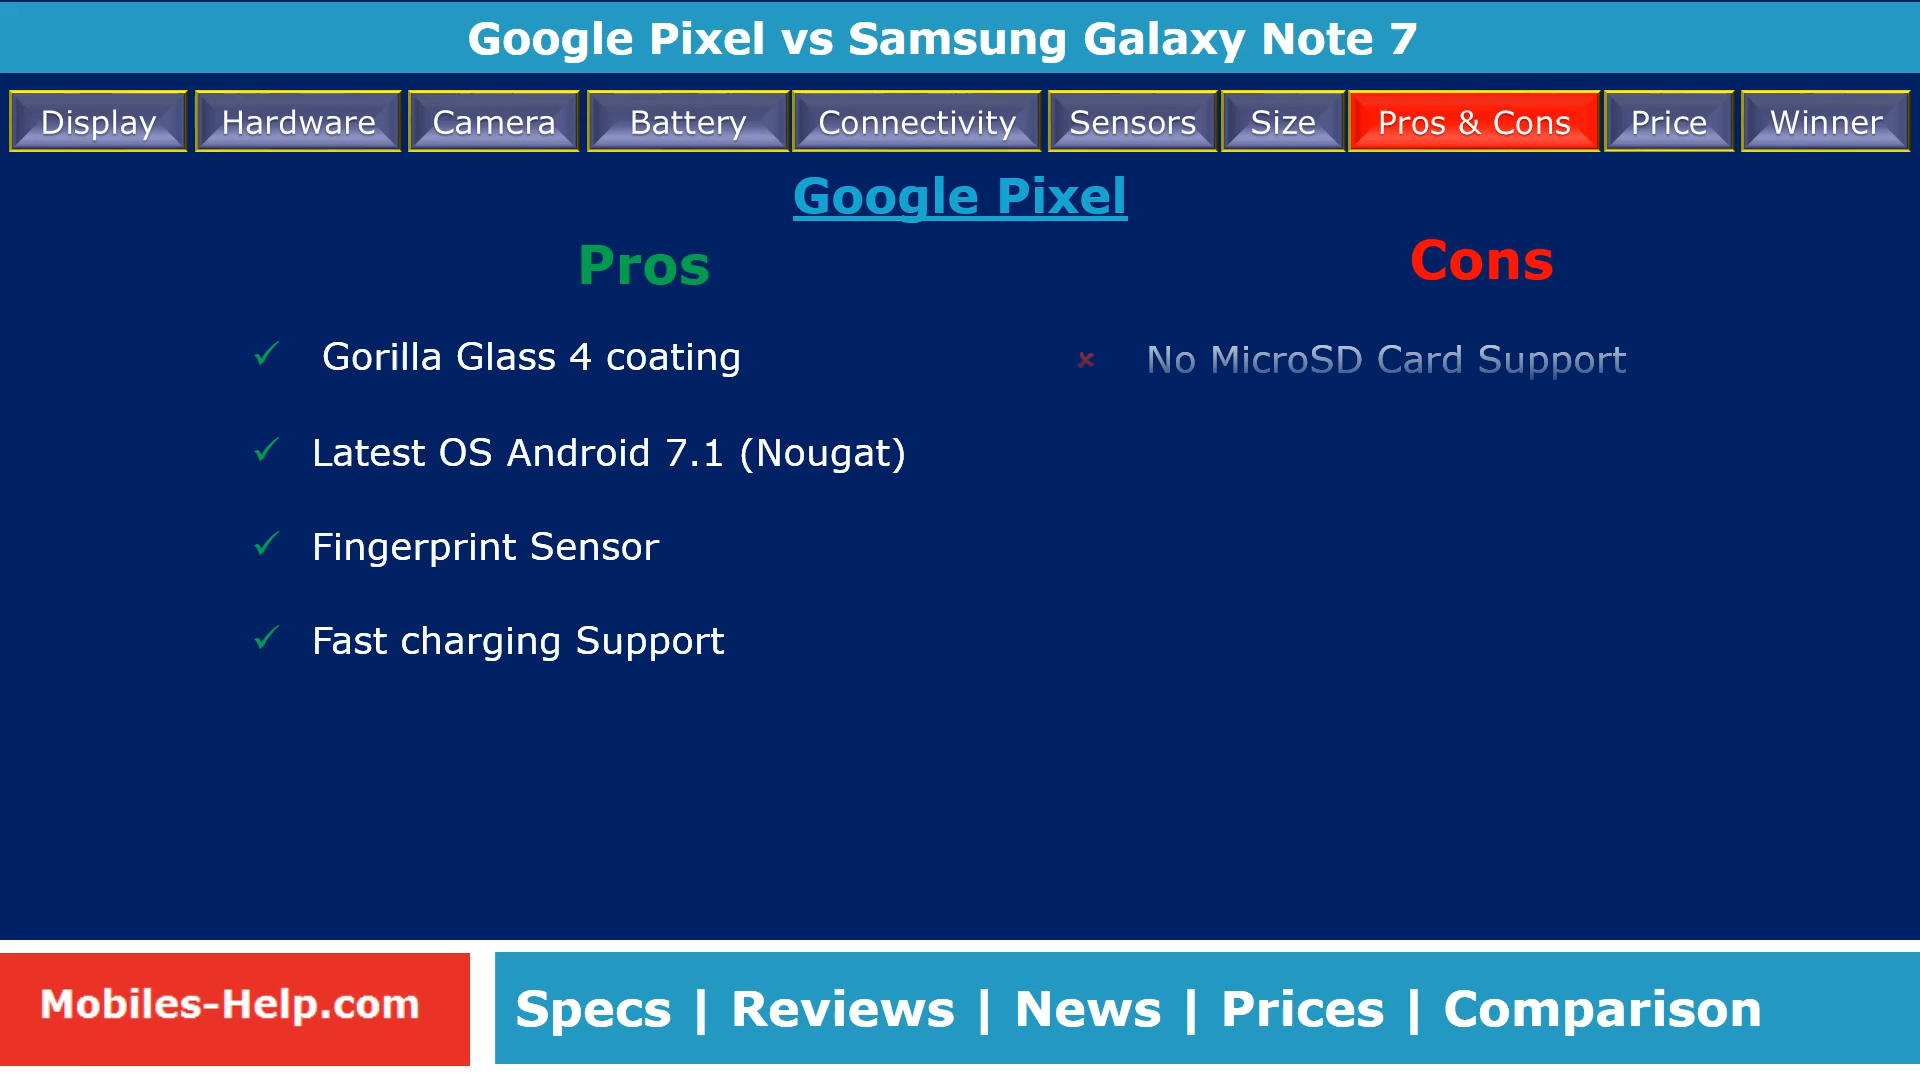 Google Pixel vs Samsung Galaxy Note 7
Display Hardware Camera Battery Connectivity Sensors Size Pros & Cons Price Winner
Google Pixel
Pros
Cons
Gorilla Glass 4 coating
No MicroSD Card Support
Latest OS Android 7.1 (Nougat)
Fingerprint Sensor
Fast charging Support
Mobiles-Help.com
Specs | Reviews | News | Prices | Comparison